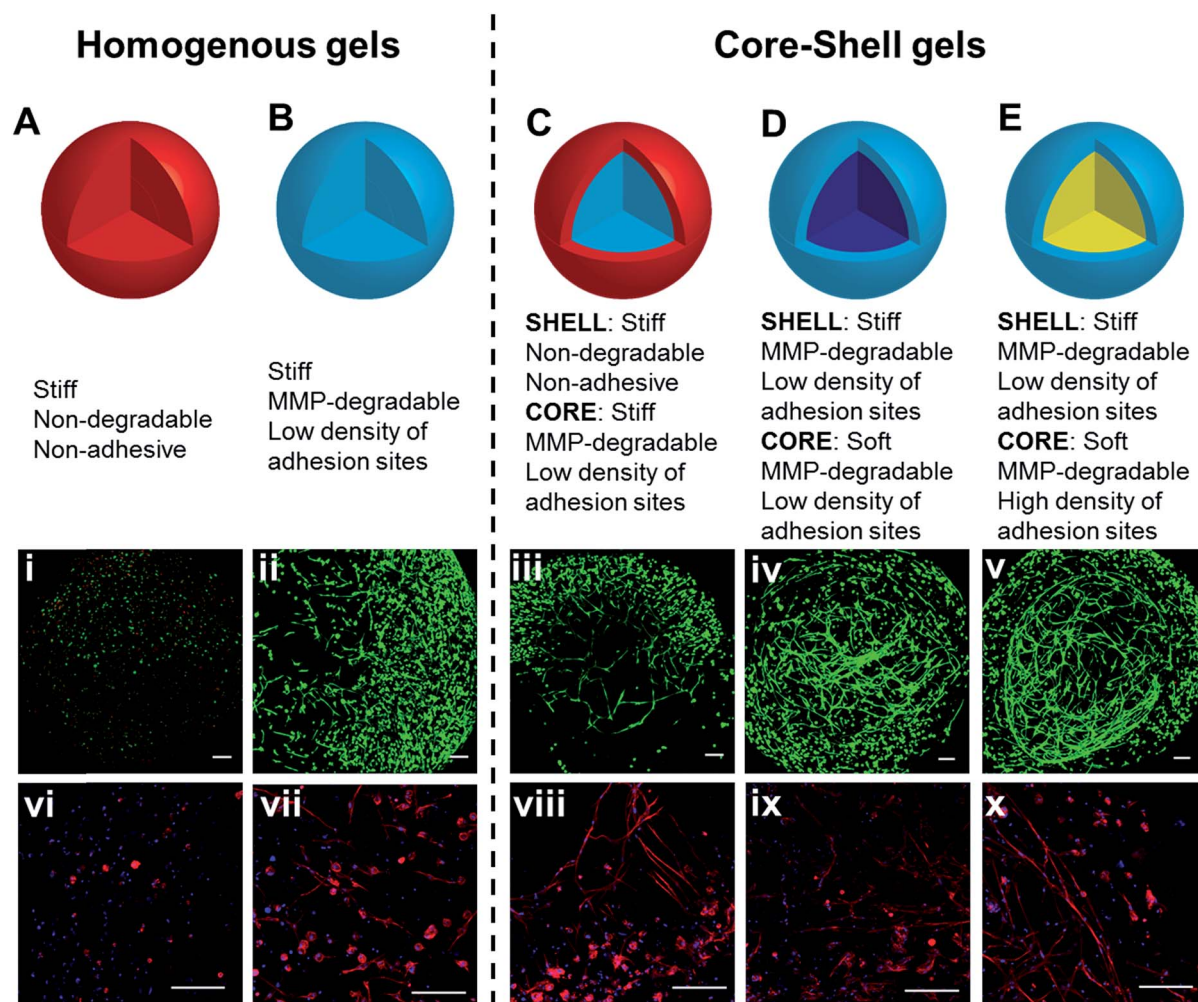 Homogenous gels
Core-Shell gels
A
B
C
D
E
Stiff
Non-degradable
Non-adhesive
Stiff
MMP-degradable
Low density of
adhesion sites
SHELL: Stiff
Non-degradable
Non-adhesive
CORE: Stiff
MMP-degradable
Low density of
adhesion sites
SHELL: Stiff
MMP-degradable
Low density of
adhesion sites
CORE: Soft
MMP-degradable
Low density of
adhesion sites
SHELL: Stiff
MMP-degradable
Low density of
adhesion sites
CORE: Soft
MMP-degradable
High density of
adhesion sites
i
ii
iii
iv
v
vi
vii
viii
ix
x